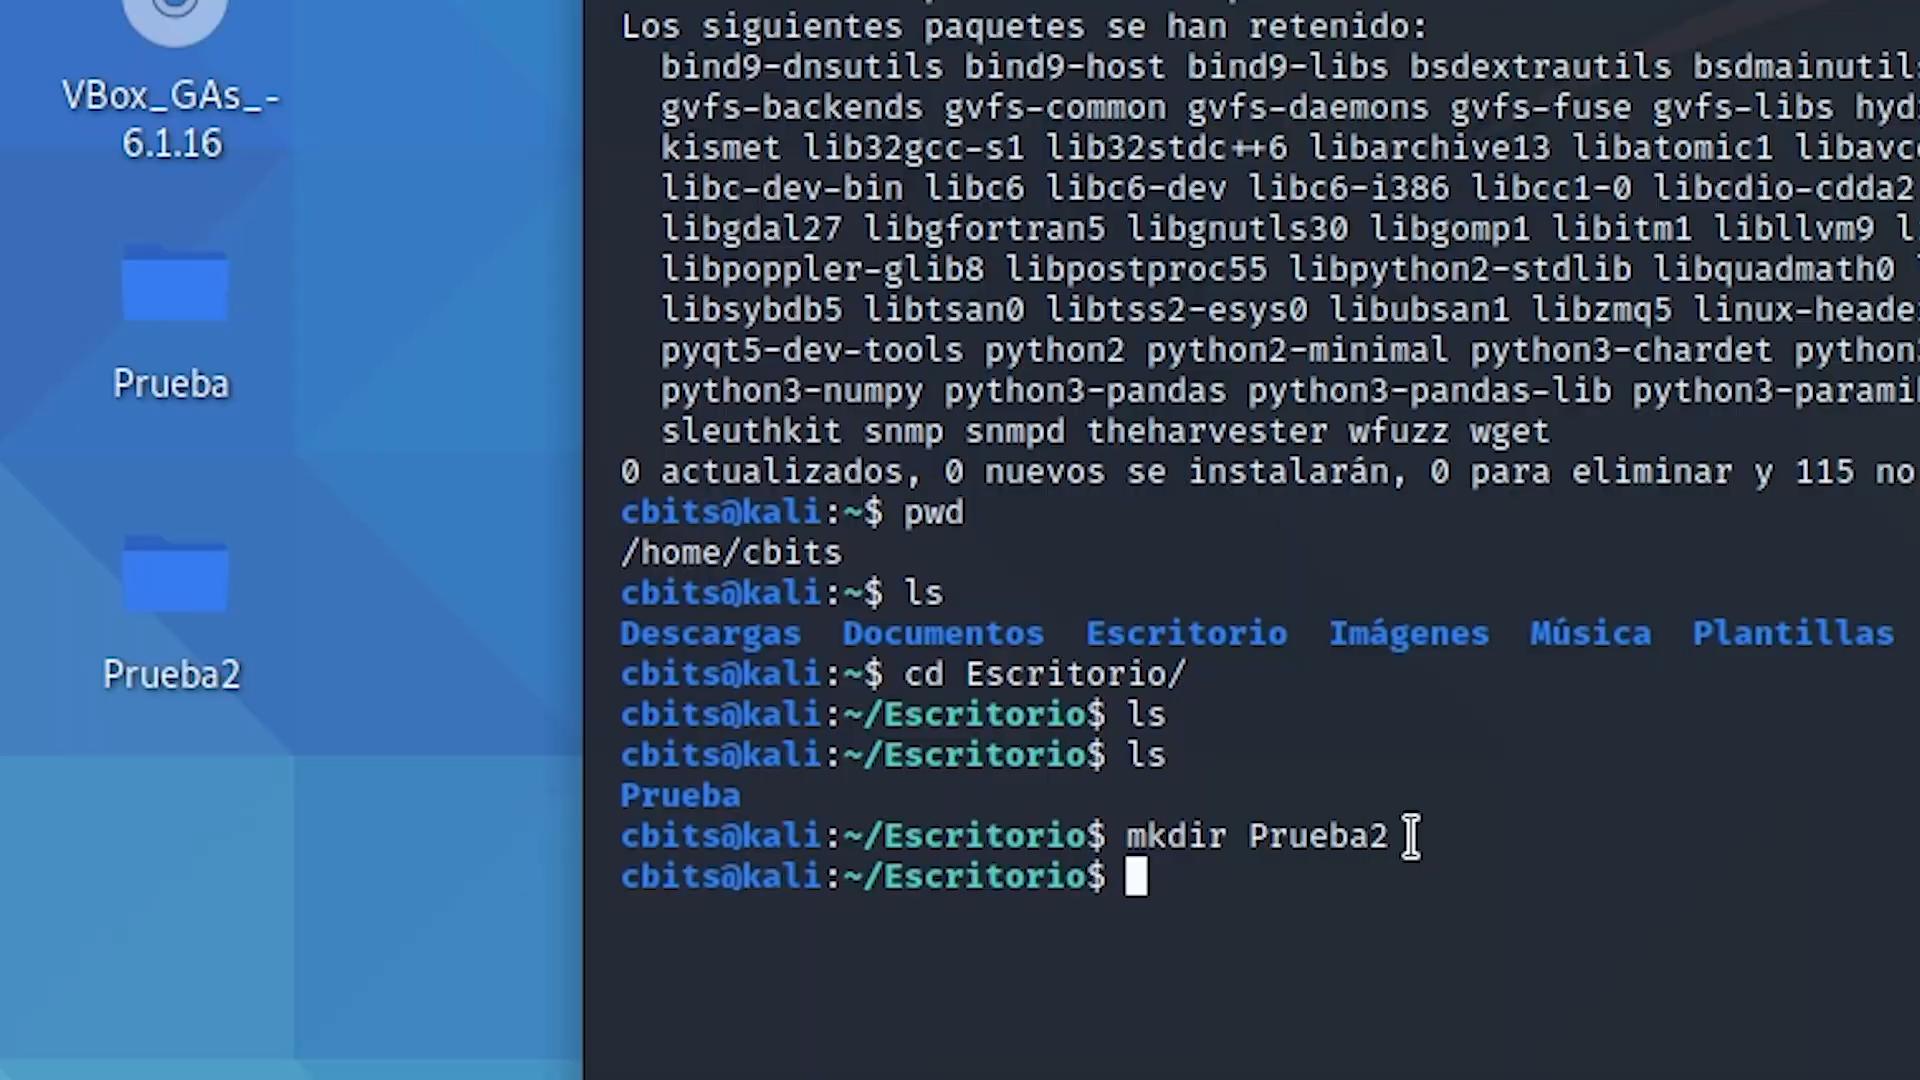 VBox_GAs_-
6.1.16
Prueba
Prueba2
Los siguientes paquetes se han retenido:
bind9-dnsutils bind9-host bind9-libs bsdextrautils bsdmainutils
gvfs-backends gvfs-common gvfs-daemons gvfs-fuse gvfs-libs
kismet lib32gcc-s1 lib32stdc++6 libarchive13 libatomic1
libc-dev-bin libc6 libc6-dev libc6-i386 libcc1-0 libcdio-cdda2
libgdal27 libgfortran5 libgnutls30 libgomp1 libitm1 libllvm9
libpoppler-glib8 libpostproc55 libpython2-stdlib libquadmath0
libsybdb5 libtsan0 libtss2-esys0 libubsan1 libzmq5
pyqt5-dev-tools python2 python2-minimal python3-chardet
python3-numpy python3-pandas python3-pandas-lib
sleuthkit snmp snmpd theharvester wfuzz wget
0 actualizados, 0 nuevos se instalarán, 0 para eliminar y 115 no
cbits@kali:~$ pwd
/home/cbits
cbits@kali:~$ ls
Descargas Documentos Escritorio Imágenes Música Plantillas
cbits@kali:~$ cd Escritorio/
cbits@kali:~/Escritorio$ ls
cbits@kali:~/Escritorio$ ls
Prueba
cbits@kali:~/Escritorio$ mkdir Prueba2
cbits@kali:~/Escritorio$